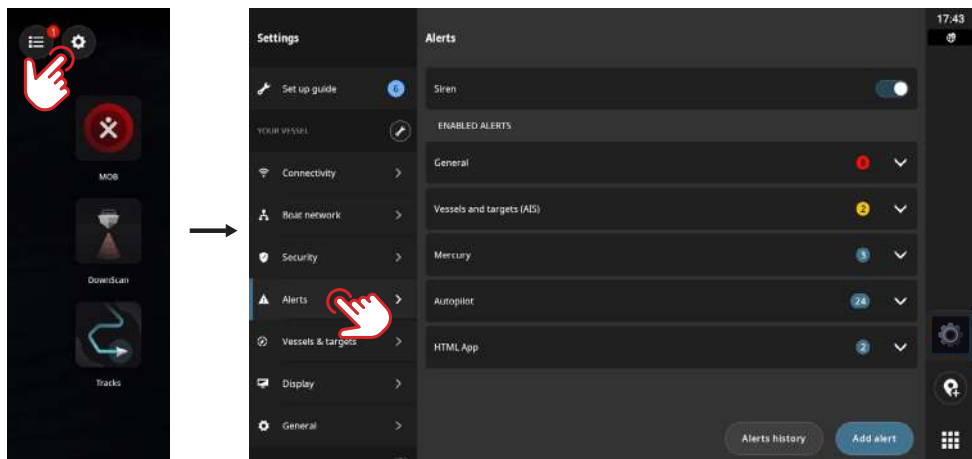 1
MOB
DownScan
Tracks
Settings
Set up guide
6
YOUR VESSEL
Connectivity
Boat network
Security
Alerts
Vessels & targets
Display
General
Alerts
Siren
ENABLED ALERTS
General
Vessels and targets (AIS)
2
Mercury
3
Autopilot
24
HTML App
2
Alerts history
Add alert
17:43